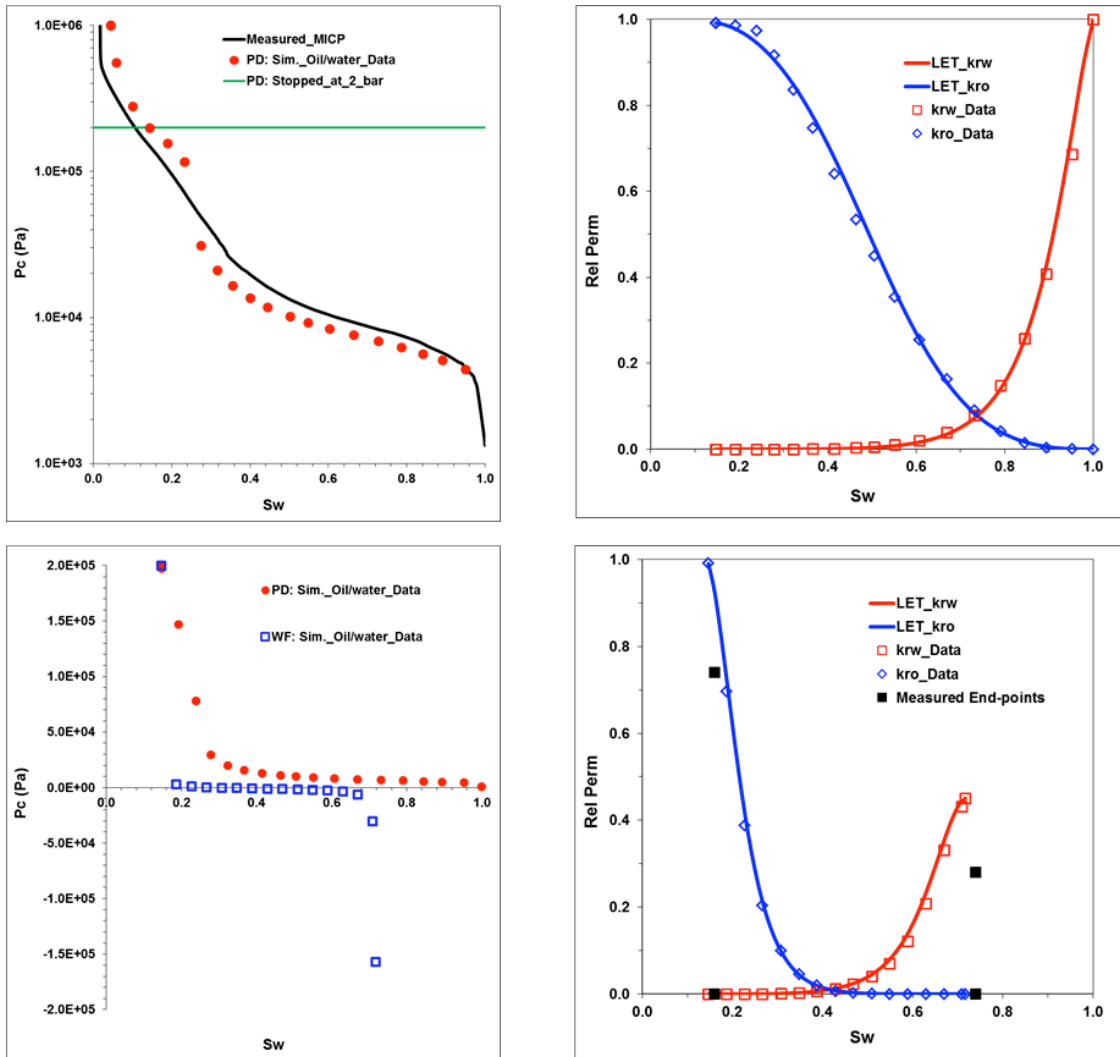 1.0E+06
1.0E+05
1.0E+04
1.0E+03
Pc (Pa)
Measured_MICP
PD: Sim._Oil/water_Data
PD: Stopped_at_2_bar
0.0 0.2 0.4 0.6 0.8 1.0
Sw
1.0
0.8
0.6
0.4
0.2
0.0
Rel Perm
LET_krw
LET_kro
krw_Data
kro_Data
0.0 0.2 0.4 0.6 0.8 1.0
Sw
2.0E+05
1.5E+05
1.0E+05
5.0E+04
0.0E+00
-5.0E+04
-1.0E+05
-1.5E+05
-2.0E+05
Pc (Pa)
PD: Sim._Oil/water_Data
WF: Sim._Oil/water_Data
0.0 0.2 0.4 0.6 0.8 1.0
Sw
1.0
0.8
0.6
0.4
0.2
0.0
Rel Perm
LET_krw
LET_kro
krw_Data
kro_Data
Measured End-points
0.0 0.2 0.4 0.6 0.8 1.0
Sw